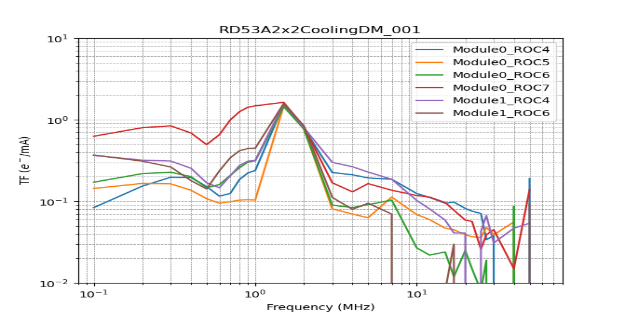 RD53A2x2CoolingDM_001
10¹
10⁰
10⁻¹
10⁻²
TF (e⁻/mA)
Module0_ROC4
Module0_ROC5
Module0_ROC6
Module0_ROC7
Module1_ROC4
Module1_ROC6
10⁻¹ 10⁰ 10¹
Frequency (MHz)